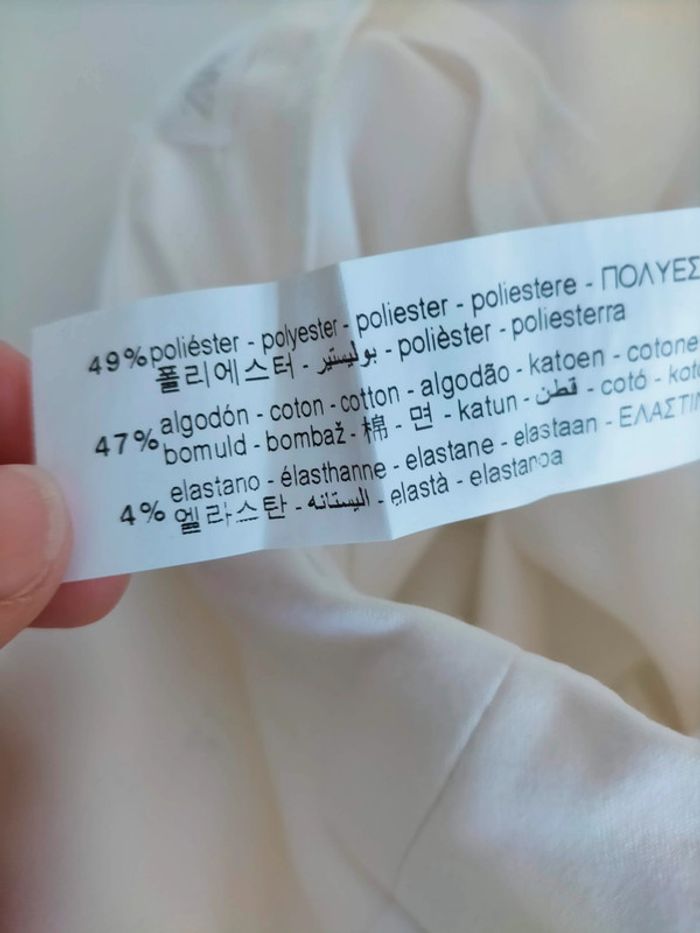 49% poliéster - polyester - poliester - poliestere - ΠΟΛΥΕΣ
폴리에스터 - بوليستير - polièster - poliesterra
47% algodón - coton - cotton - algodão - katoen - cotone
bomuld - bombaž - 棉 - 면 - katun - قطن - cotó - kot
4% elastano - élasthanne - elastane - elastaan - ΕΛΑΣΤΙ
엘라스탄 - اليستانه - elastà - elastanoa